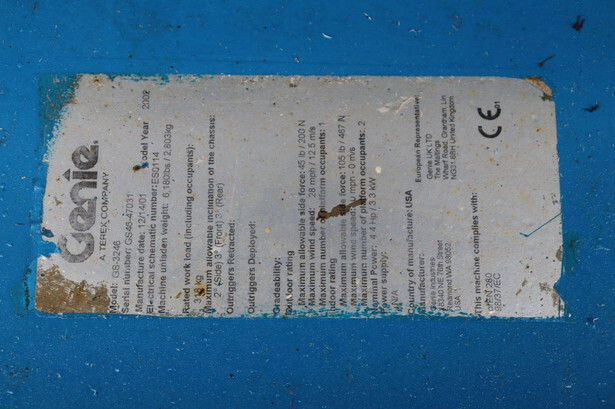 Genie
A TEREX COMPANY
Model: GS-3246
Serial number: GS46-47031
Manufacture date: 12/14/01 Model Year 2002
Electrical schematic number: ES0114
Machine unladen weight: 6,180lbs / 2,803kg
Rated work load (including occupants):
kg
Maximum allowable inclination of the chassis:
2° (Side) 3° (Front) 3° (Rear)
Outriggers Retracted:
Outriggers Deployed:
Gradeability:
Outdoor rating
Maximum allowable side force: 45 lb / 200 N
Maximum wind speed: 28 mph / 12.5 m/s
Maximum number of platform occupants: 1
Indoor rating
Maximum allowable side force: 105 lb / 467 N
Maximum wind speed: 0 mph - 0 m/s
Maximum number of platform occupants: 2
Nominal Power: 4.4 Hp / 3.3 kW
Power supply:
N/A
Country of manufacture: USA
Manufacturer:
Genie Industries
18340 NE 76th Street
Redmond WA 98052
USA
European Representative:
Genie UK LTD
The Maltings
Wharf Road, Grantham, Lin
NG31 6BH United Kingdom
This machine complies with:
280
98/37/EC
CE 01